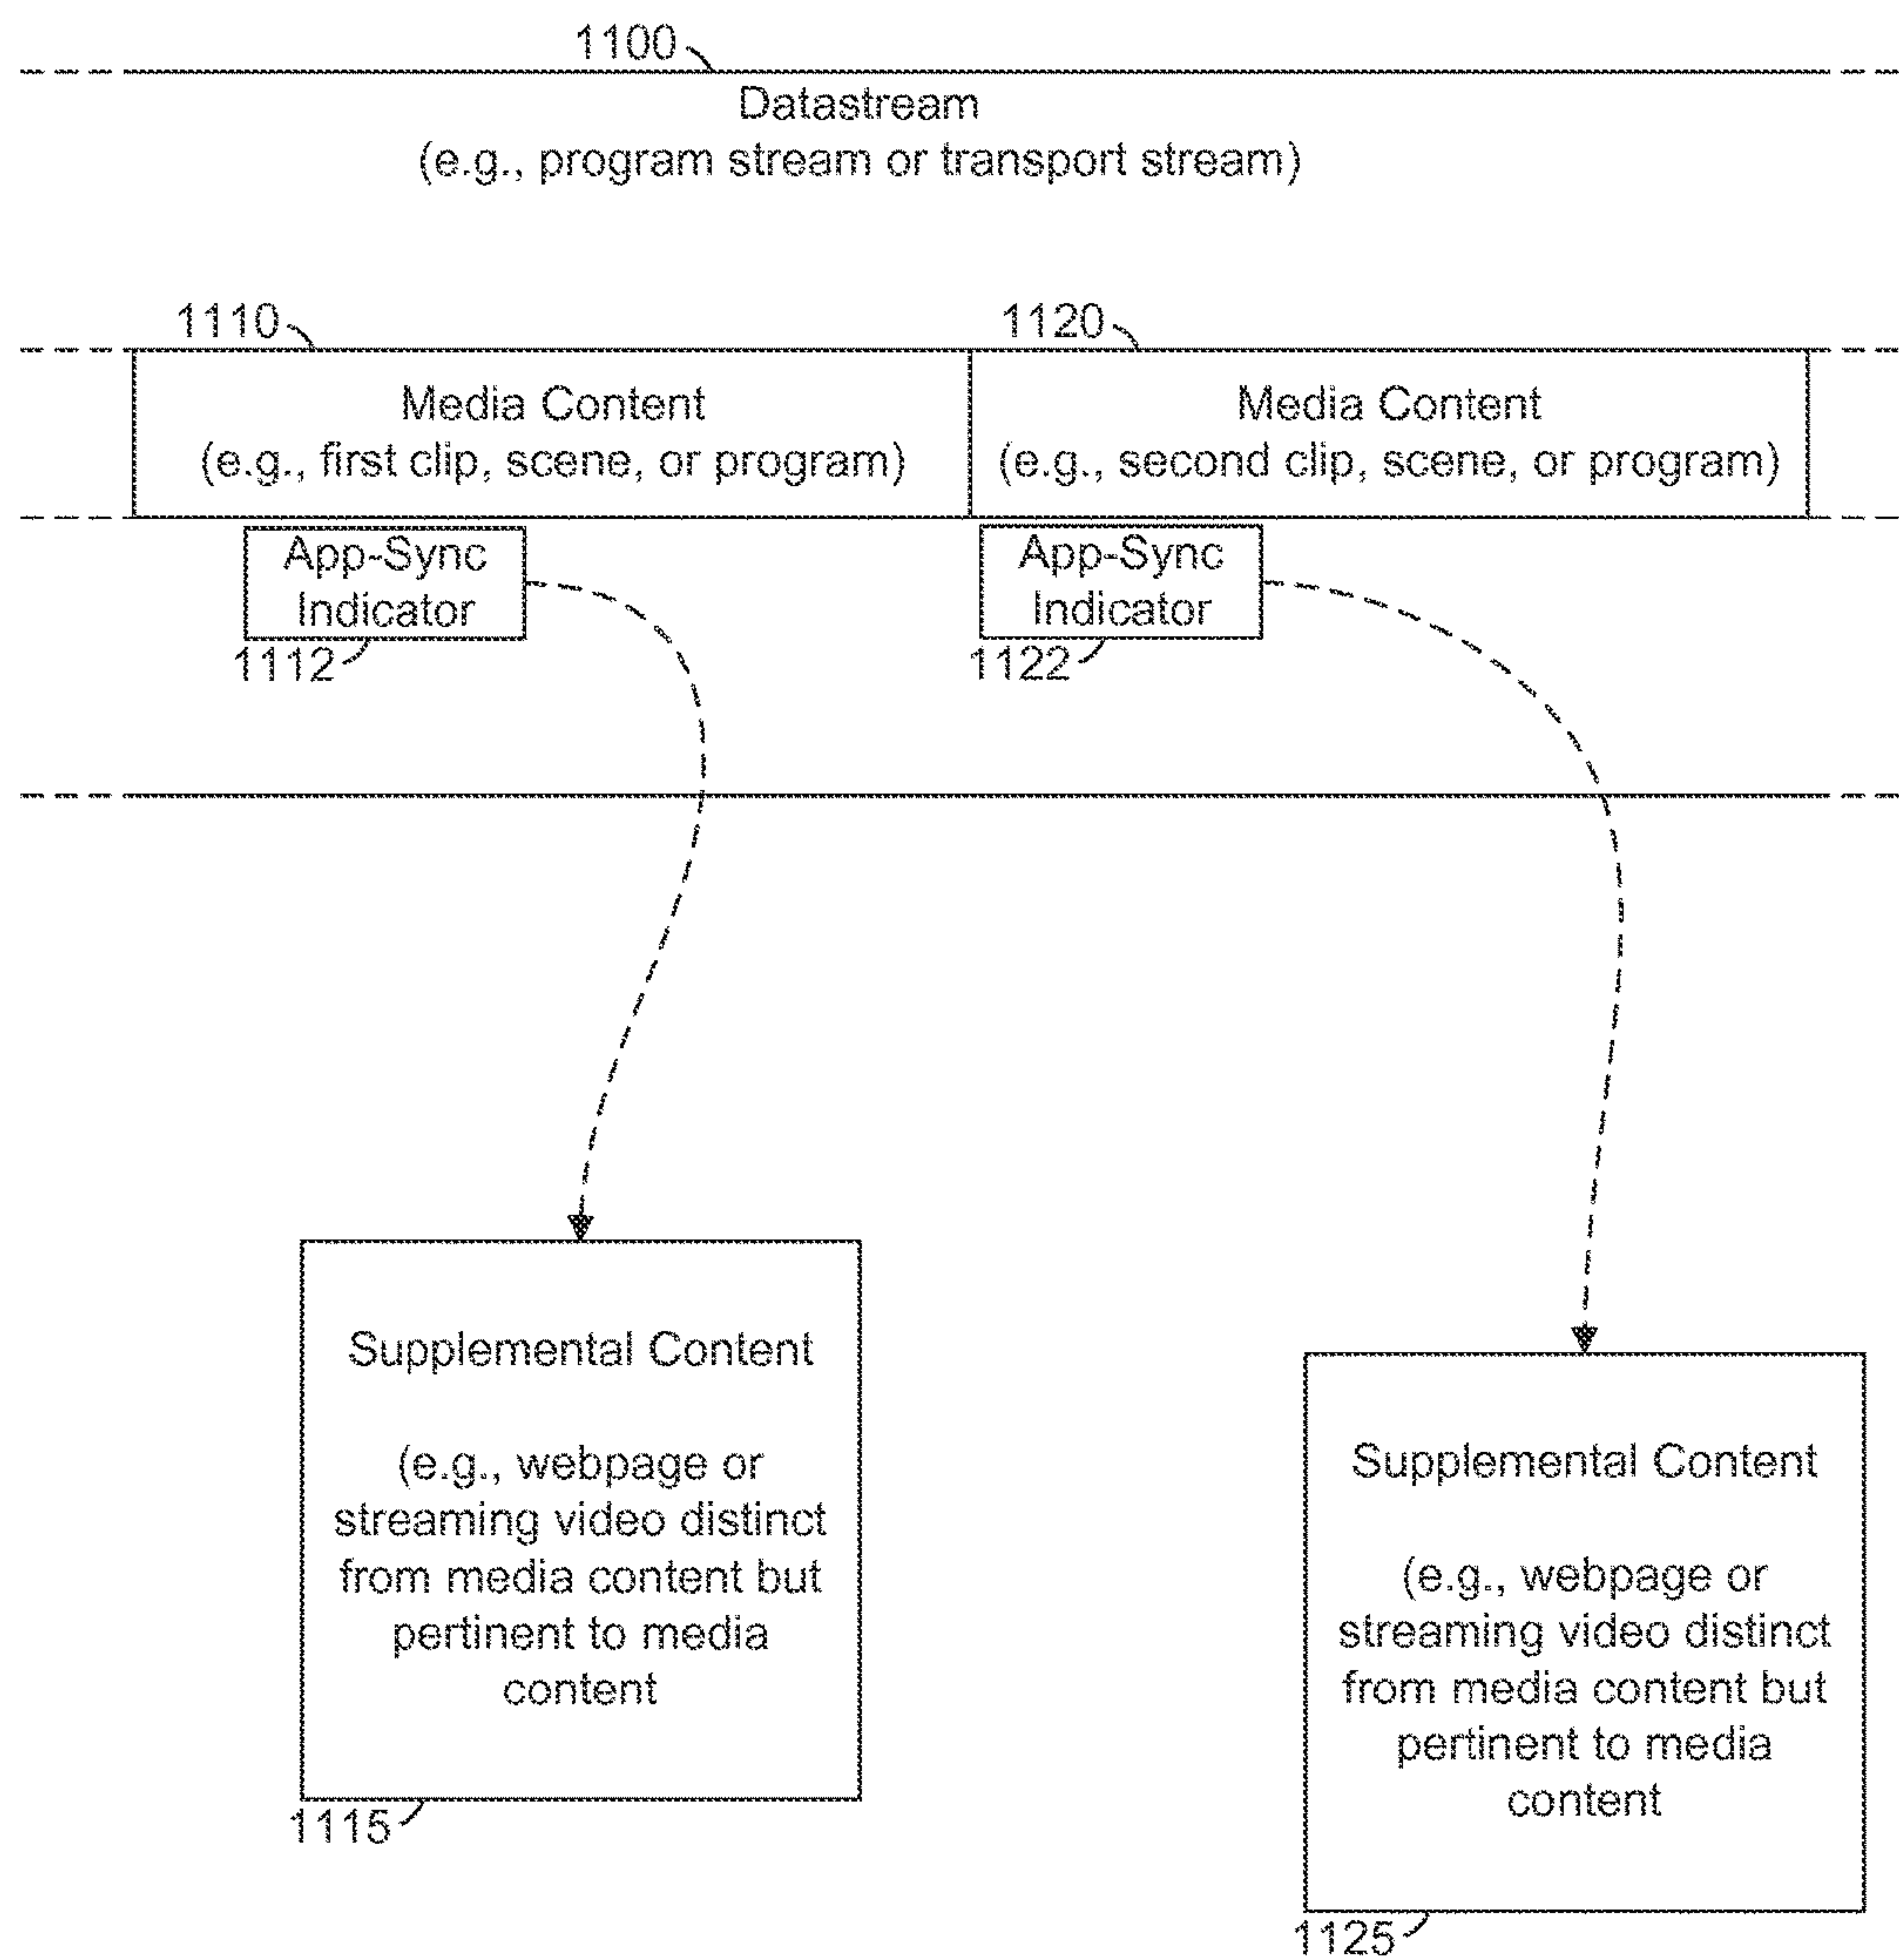 1100
Datastream
(e.g., program stream or transport stream)
1110
1120
Media Content
(e.g., first clip, scene, or program)
Media Content
(e.g., second clip, scene, or program)
App-Sync
Indicator
1112
App-Sync
Indicator
1122
Supplemental Content
(e.g., webpage or
streaming video distinct
from media content but
pertinent to media
content
1115
Supplemental Content
(e.g., webpage or
streaming video distinct
from media content but
pertinent to media
content
1125